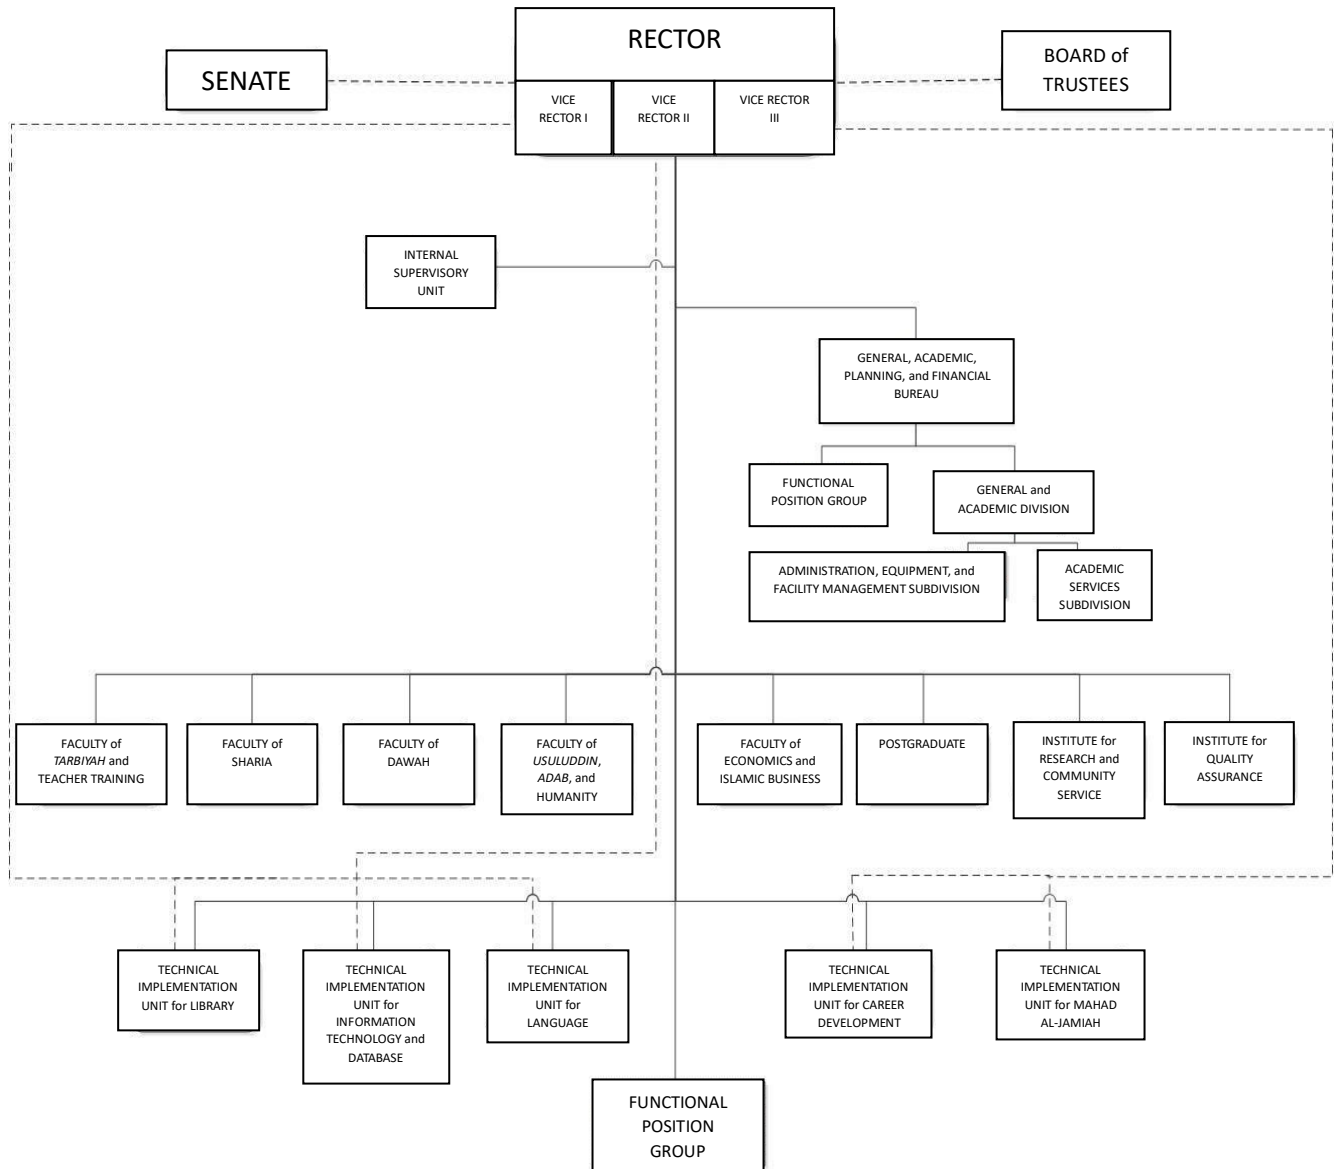 RECTOR
SENATE
BOARD of
TRUSTEES
VICE
RECTOR I
VICE
RECTOR II
VICE RECTOR
III
INTERNAL
SUPERVISORY
UNIT
GENERAL, ACADEMIC,
PLANNING, and FINANCIAL
BUREAU
FUNCTIONAL
POSITION GROUP
GENERAL and
ACADEMIC DIVISION
ADMINISTRATION, EQUIPMENT, and
FACILITY MANAGEMENT SUBDIVISION
ACADEMIC
SERVICES
SUBDIVISION
FACULTY of
TARBIYAH and
TEACHER TRAINING
FACULTY of
SHARIA
FACULTY of
DAWAH
FACULTY of
USULUDDIN,
ADAB, and
HUMANITY
FACULTY of
ECONOMICS and
ISLAMIC BUSINESS
POSTGRADUATE
INSTITUTE for
RESEARCH and
COMMUNITY
SERVICE
INSTITUTE for
QUALITY
ASSURANCE
TECHNICAL
IMPLEMENTATION
UNIT for LIBRARY
TECHNICAL
IMPLEMENTATION
UNIT for
INFORMATION
TECHNOLOGY and
DATABASE
TECHNICAL
IMPLEMENTATION
UNIT for
LANGUAGE
TECHNICAL
IMPLEMENTATION
UNIT for CAREER
DEVELOPMENT
TECHNICAL
IMPLEMENTATION
UNIT for MAHAD
AL-JAMIAH
FUNCTIONAL
POSITION
GROUP